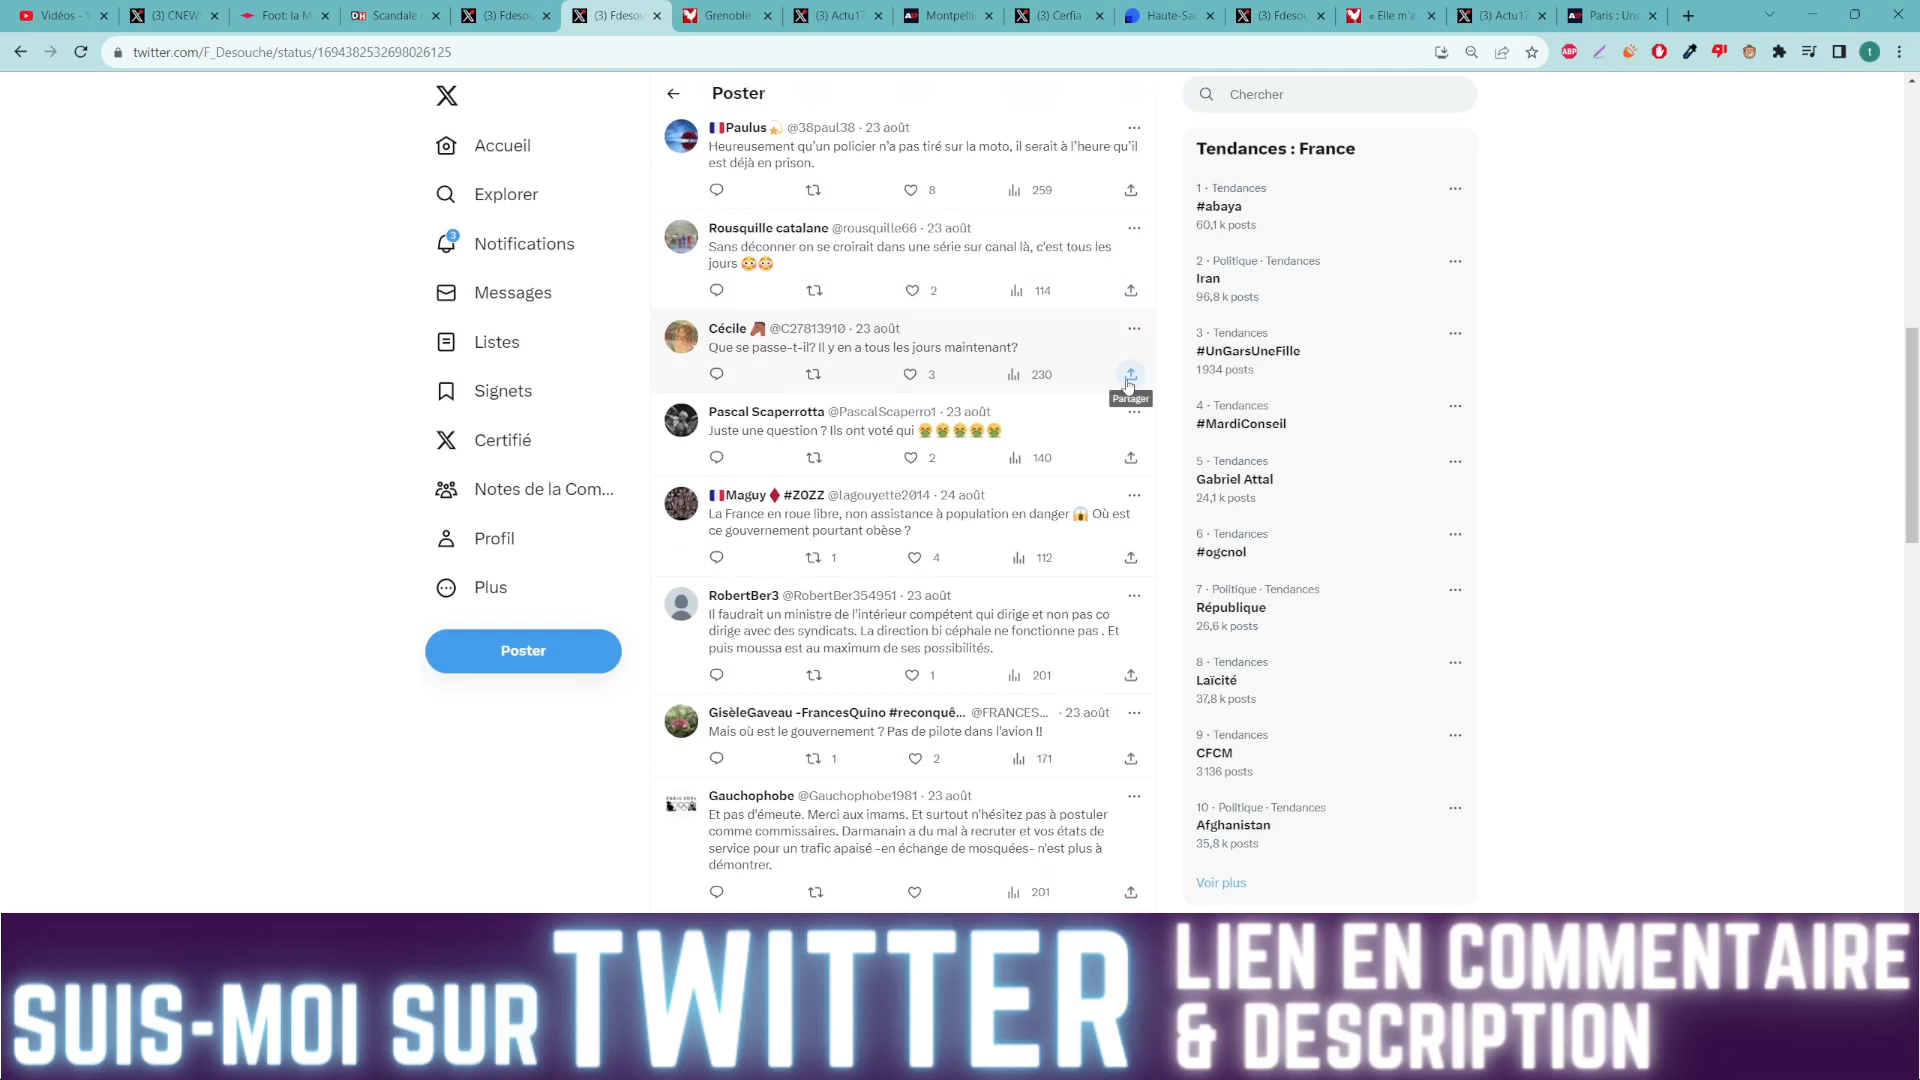 Vidéos - Y
(3) CNEWS
Foot: la M
Scandale
(3) Fdesou
(3) Fdesou
Grenoble
(3) Actu17
Montpelli
(3) Cerfia
Haute-Sao
(3) Fdesou
« Elle m'a
(3) Actu17
Paris : Une
twitter.com/F_Desouche/status/1694382532698026125
ABP
t
Accueil
Explorer
3
Notifications
Messages
Listes
Signets
Certifié
Notes de la Com...
Profil
Plus
Poster
Poster
Paulus @38paul38 · 23 août
Heureusement qu'un policier n'a pas tiré sur la moto, il serait à l'heure qu'il
est déjà en prison.
8 259
Rousquille catalane @rousquille66 · 23 août
Sans déconner on se croirait dans une série sur canal là, c'est tous les
jours 😳😳
2 114
Cécile @C27813910 · 23 août
Que se passe-t-il? Il y en a tous les jours maintenant?
3 230
Partager
Pascal Scaperrotta @PascalScaperro1 · 23 août
Juste une question ? Ils ont voté qui 🤮🤮🤮🤮🤮
2 140
Maguy ♦ #Z0ZZ @lagouyette2014 · 24 août
La France en roue libre, non assistance à population en danger 😱 Où est
ce gouvernement pourtant obèse ?
1 4 112
RobertBer3 @RobertBer354951 · 23 août
Il faudrait un ministre de l'intérieur compétent qui dirige et non pas co
dirige avec des syndicats. La direction bi céphale ne fonctionne pas . Et
puis moussa est au maximum de ses possibilités.
1 201
GisèleGaveau -FrancesQuino #reconquê... @FRANCES... · 23 août
Mais où est le gouvernement ? Pas de pilote dans l'avion !!
1 2 171
Gauchophobe @Gauchophobe1981 · 23 août
Et pas d'émeute. Merci aux imams. Et surtout n'hésitez pas à postuler
comme commissaires. Darmanain a du mal à recruter et vos états de
service pour un trafic apaisé -en échange de mosquées- n'est plus à
démontrer.
201
Chercher
Tendances : France
1 · Tendances
#abaya
60,1 k posts
2 · Politique · Tendances
Iran
96,8 k posts
3 · Tendances
#UnGarsUneFille
1 934 posts
4 · Tendances
#MardiConseil
5 · Tendances
Gabriel Attal
24,1 k posts
6 · Tendances
#ogcnol
7 · Politique · Tendances
République
26,6 k posts
8 · Tendances
Laïcité
37,8 k posts
9 · Tendances
CFCM
3 136 posts
10 · Politique · Tendances
Afghanistan
35,8 k posts
Voir plus
SUIS-MOI SUR TWITTER
LIEN EN COMMENTAIRE
& DESCRIPTION